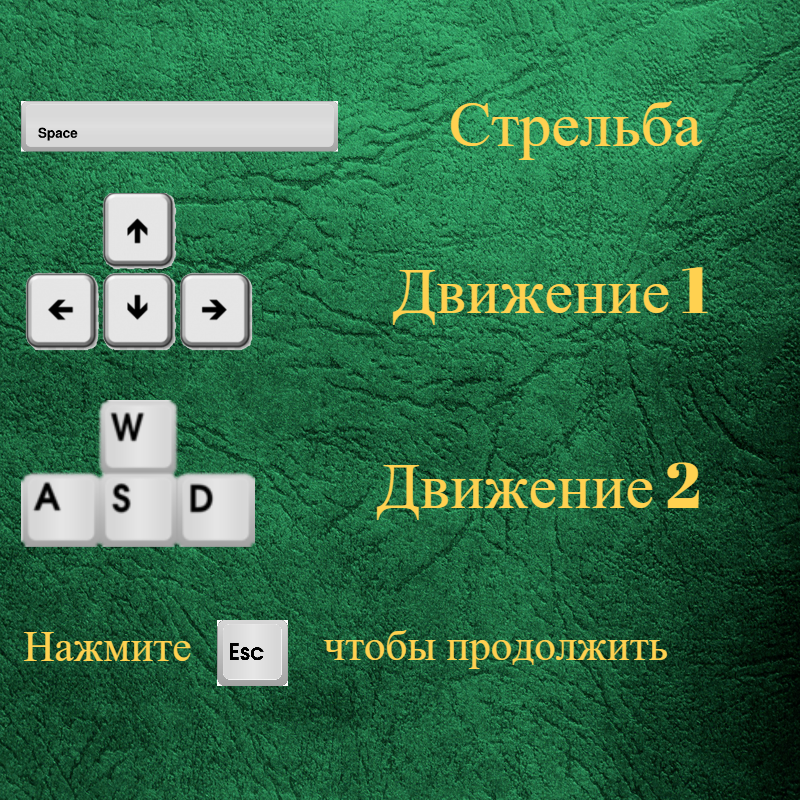 Space Стрельба
↑
← ↓ → Движение 1
W
A S D Движение 2
Нажмите Esc чтобы продолжить